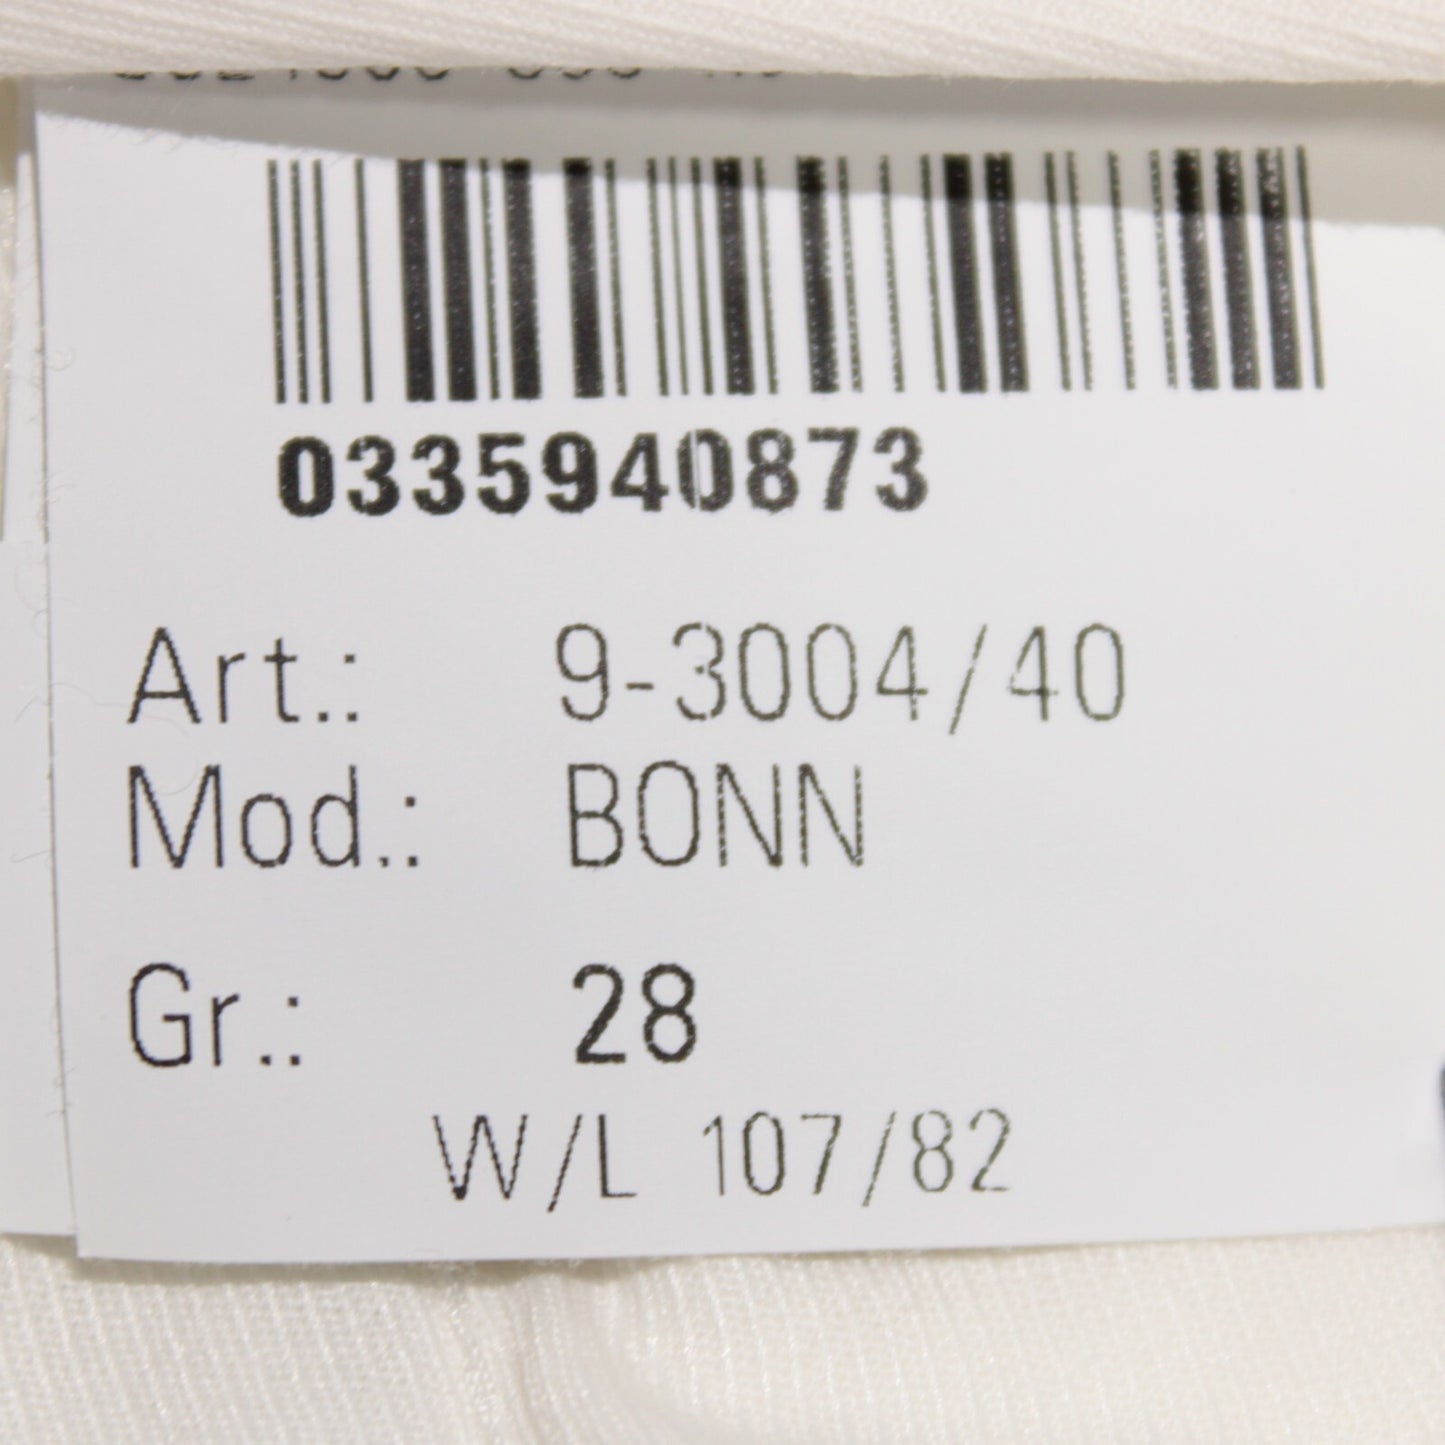 0335940873
Art.: 9-3004/40
Mod.: BONN
Gr.: 28
W/L 107/82